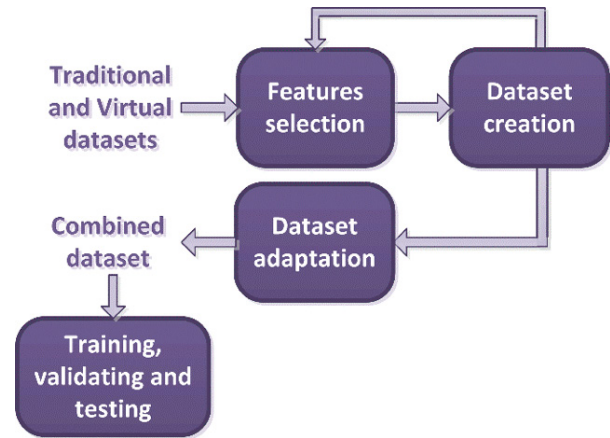 Traditional
and Virtual
datasets
Features
selection
Dataset
creation
Combined
dataset
Dataset
adaptation
Training,
validating and
testing